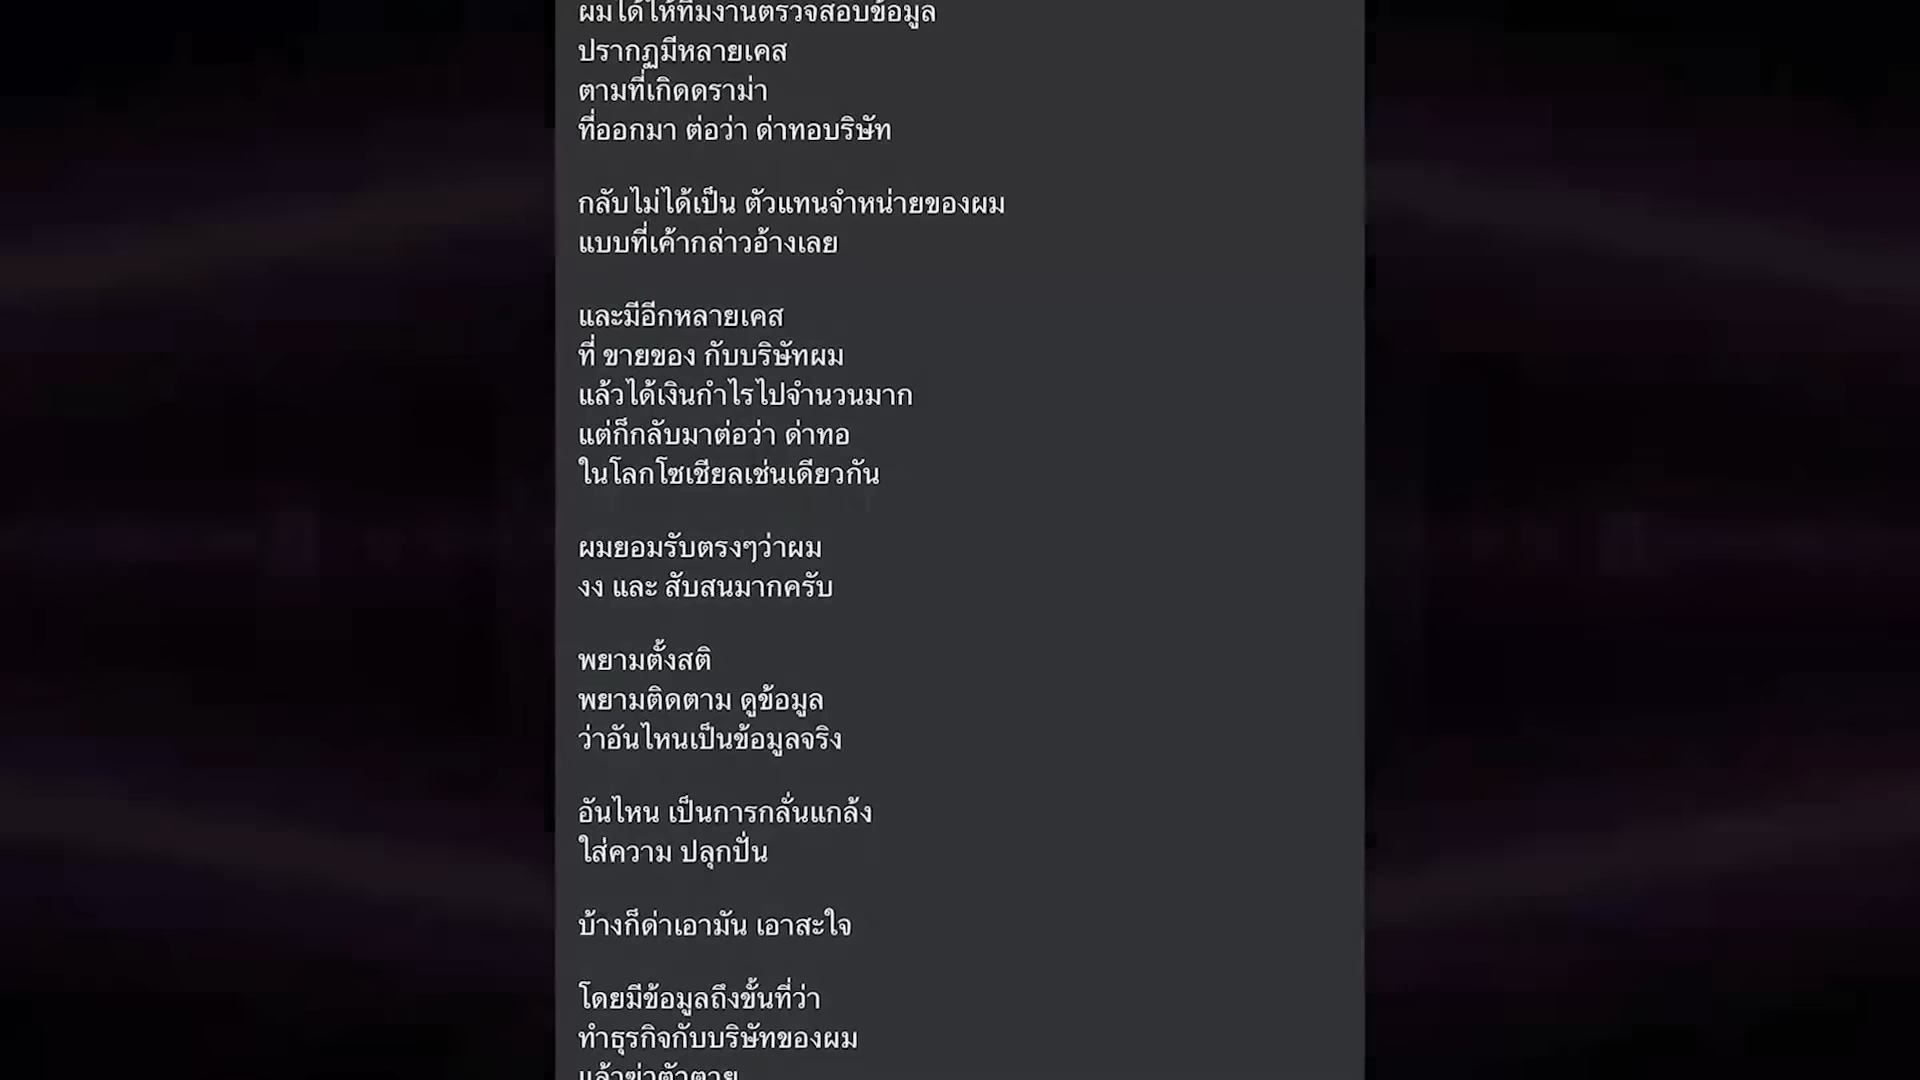 ผมได้ให้ทีมงานตรวจสอบข้อมูล
ปรากฏมีหลายเคส
ตามที่เกิดดราม่า
ที่ออกมา ต่อว่า ด่าทอบริษัท
กลับไม่ได้เป็น ตัวแทนจำหน่ายของผม
แบบที่เค้ากล่าวอ้างเลย
และมีอีกหลายเคส
ที่ ขายของ กับบริษัทผม
แล้วได้เงินกำไรไปจำนวนมาก
แต่ก็กลับมาต่อว่า ด่าทอ
ในโลกโซเชียลเช่นเดียวกัน
ผมยอมรับตรงๆว่าผม
งง และ สับสนมากครับ
พยามตั้งสติ
พยามติดตาม ดูข้อมูล
ว่าอันไหนเป็นข้อมูลจริง
อันไหน เป็นการกลั่นแกล้ง
ใส่ความ ปลุกปั่น
บ้างก็ด่าเอามัน เอาสะใจ
โดยมีข้อมูลถึงขั้นที่ว่า
ทำธุรกิจกับบริษัทของผม
แล้วฆ่าตัวตาย